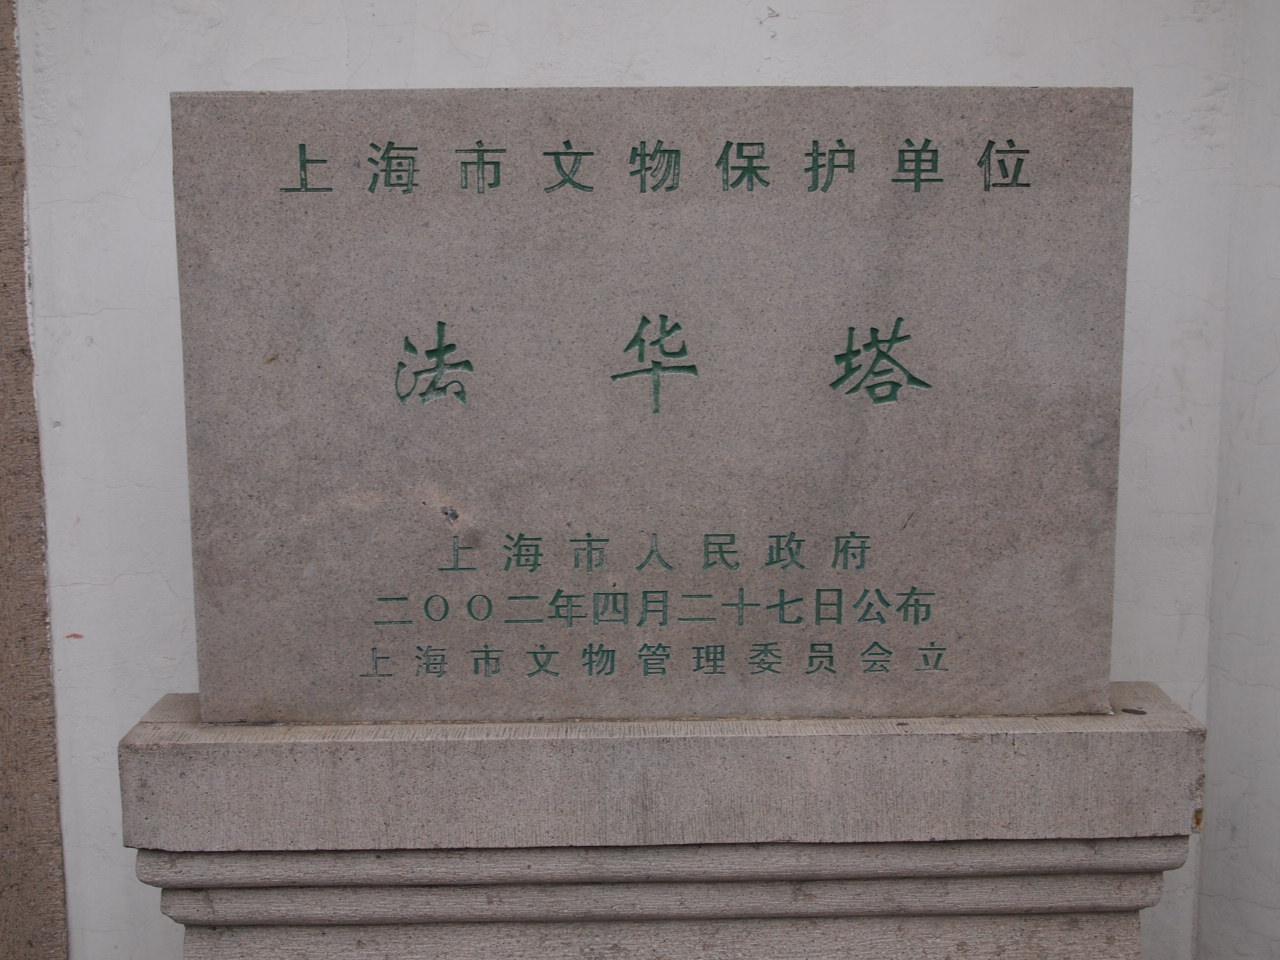 上海市文物保护单位
法华塔
上海市人民政府
二〇〇二年四月二十七日公布
上海市文物管理委员会立